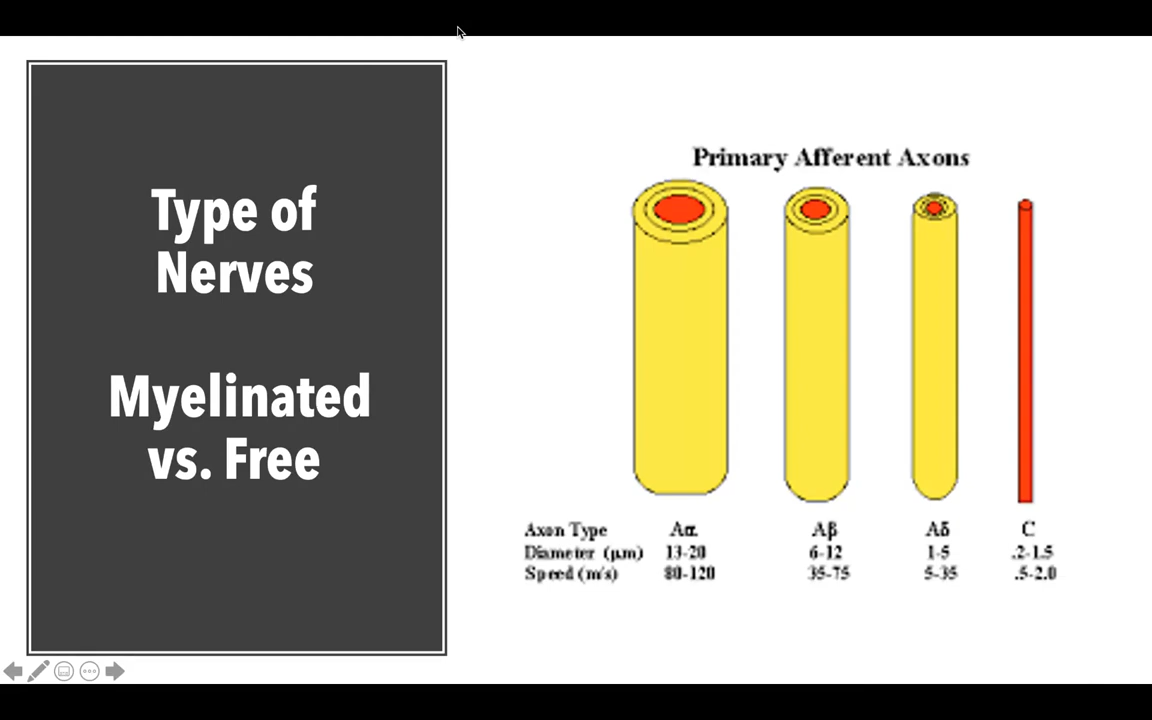 Type of
Nerves
Myelinated
vs. Free
Primary Afferent Axons
Axon Type Aα Aβ Aδ C
Diameter (μm) 13-20 6-12 1-5 .2-1.5
Speed (m/s) 80-120 35-75 5-35 .5-2.0